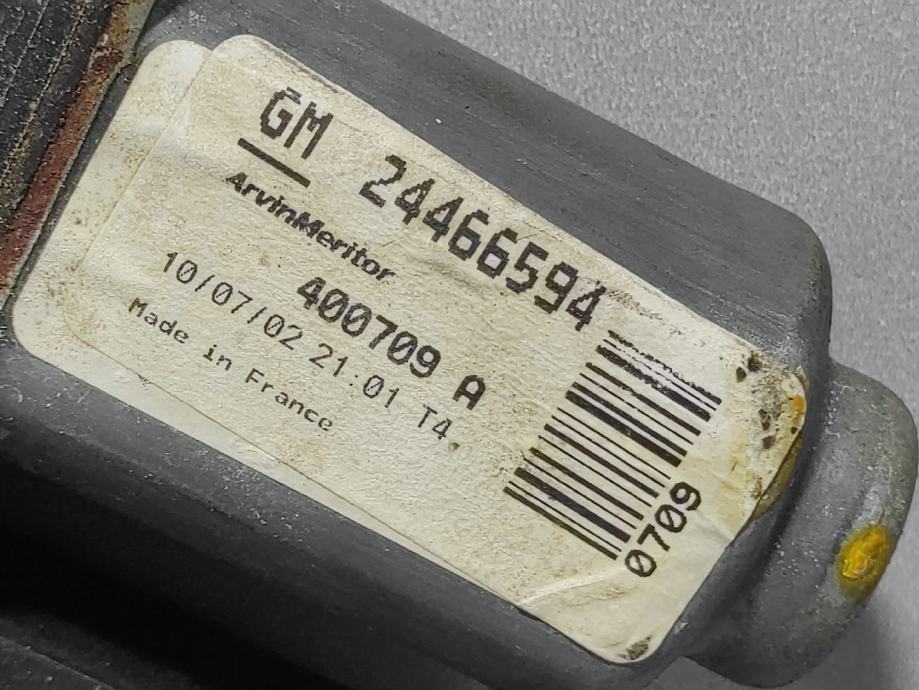 GM 24466594
ArvinMeritor
400709 A
10/07/02 21:01 T4.
Made in France
0709